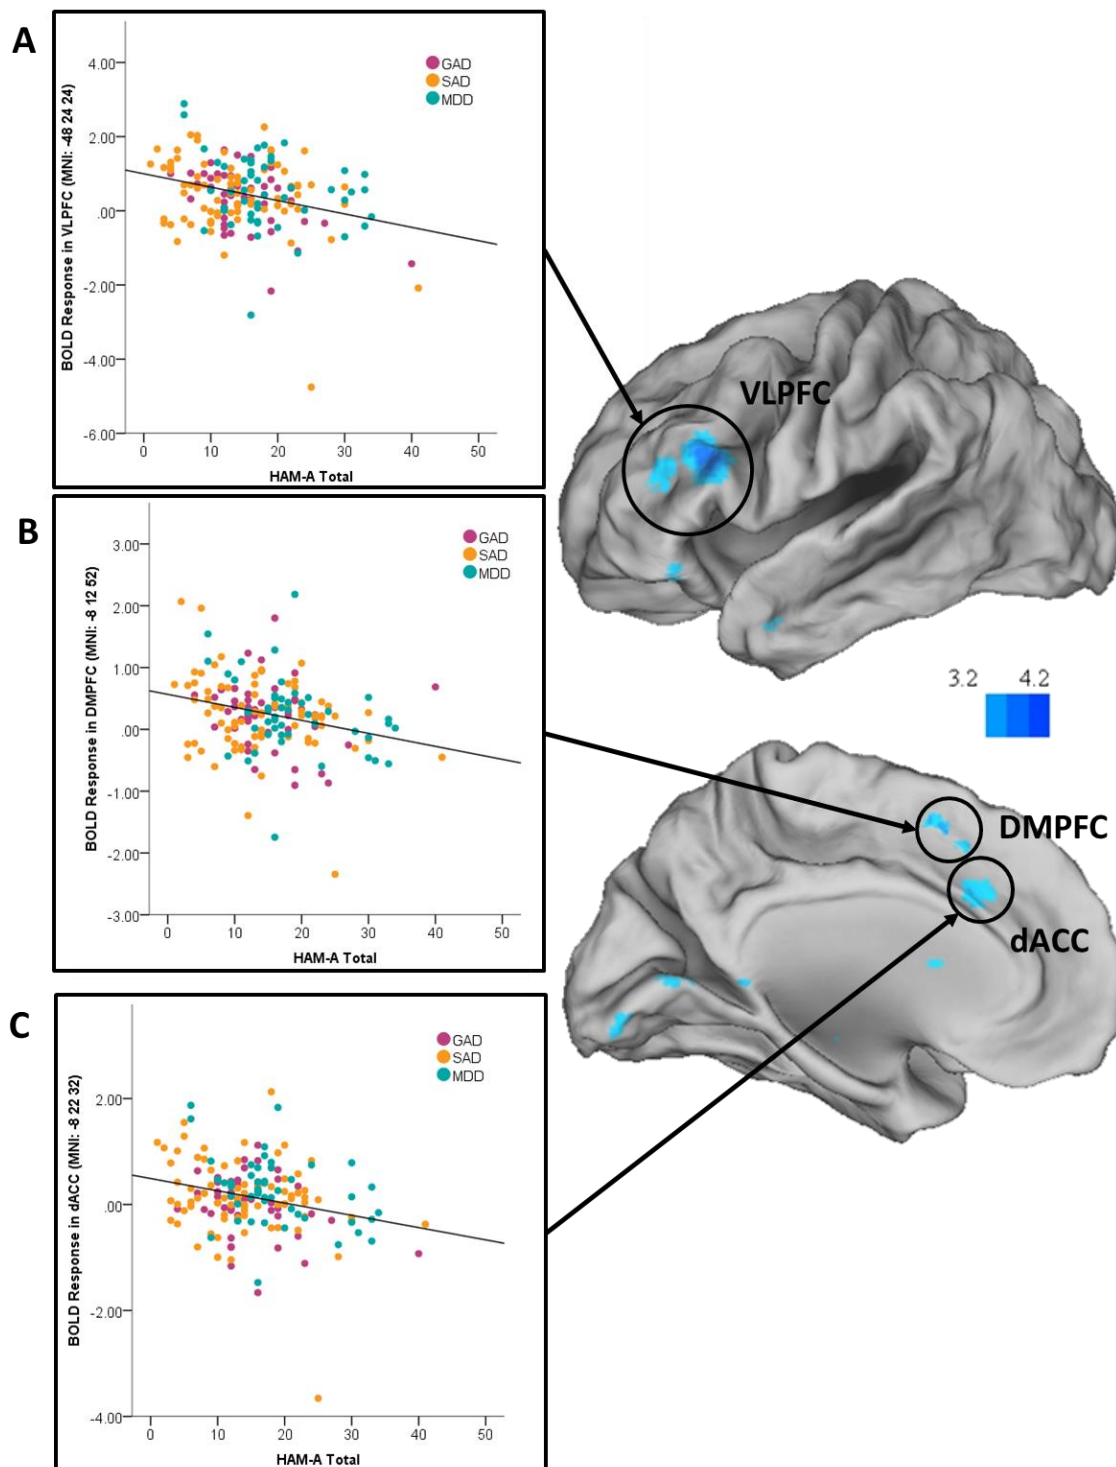 A
BOLD Response in VLPFC (MNI: -48 24 24)
4.00
2.00
.00
-2.00
-4.00
-6.00
GAD
SAD
MDD
0 10 20 30 40 50
HAM-A Total
VLPFC
B
BOLD Response in DMPFC (MNI: -8 12 52)
3.00
2.00
1.00
.00
-1.00
-2.00
-3.00
GAD
SAD
MDD
0 10 20 30 40 50
HAM-A Total
3.2 4.2
DMPFC
dACC
C
BOLD Response in dACC (MNI: -8 22 32)
2.00
.00
-2.00
-4.00
GAD
SAD
MDD
0 10 20 30 40 50
HAM-A Total